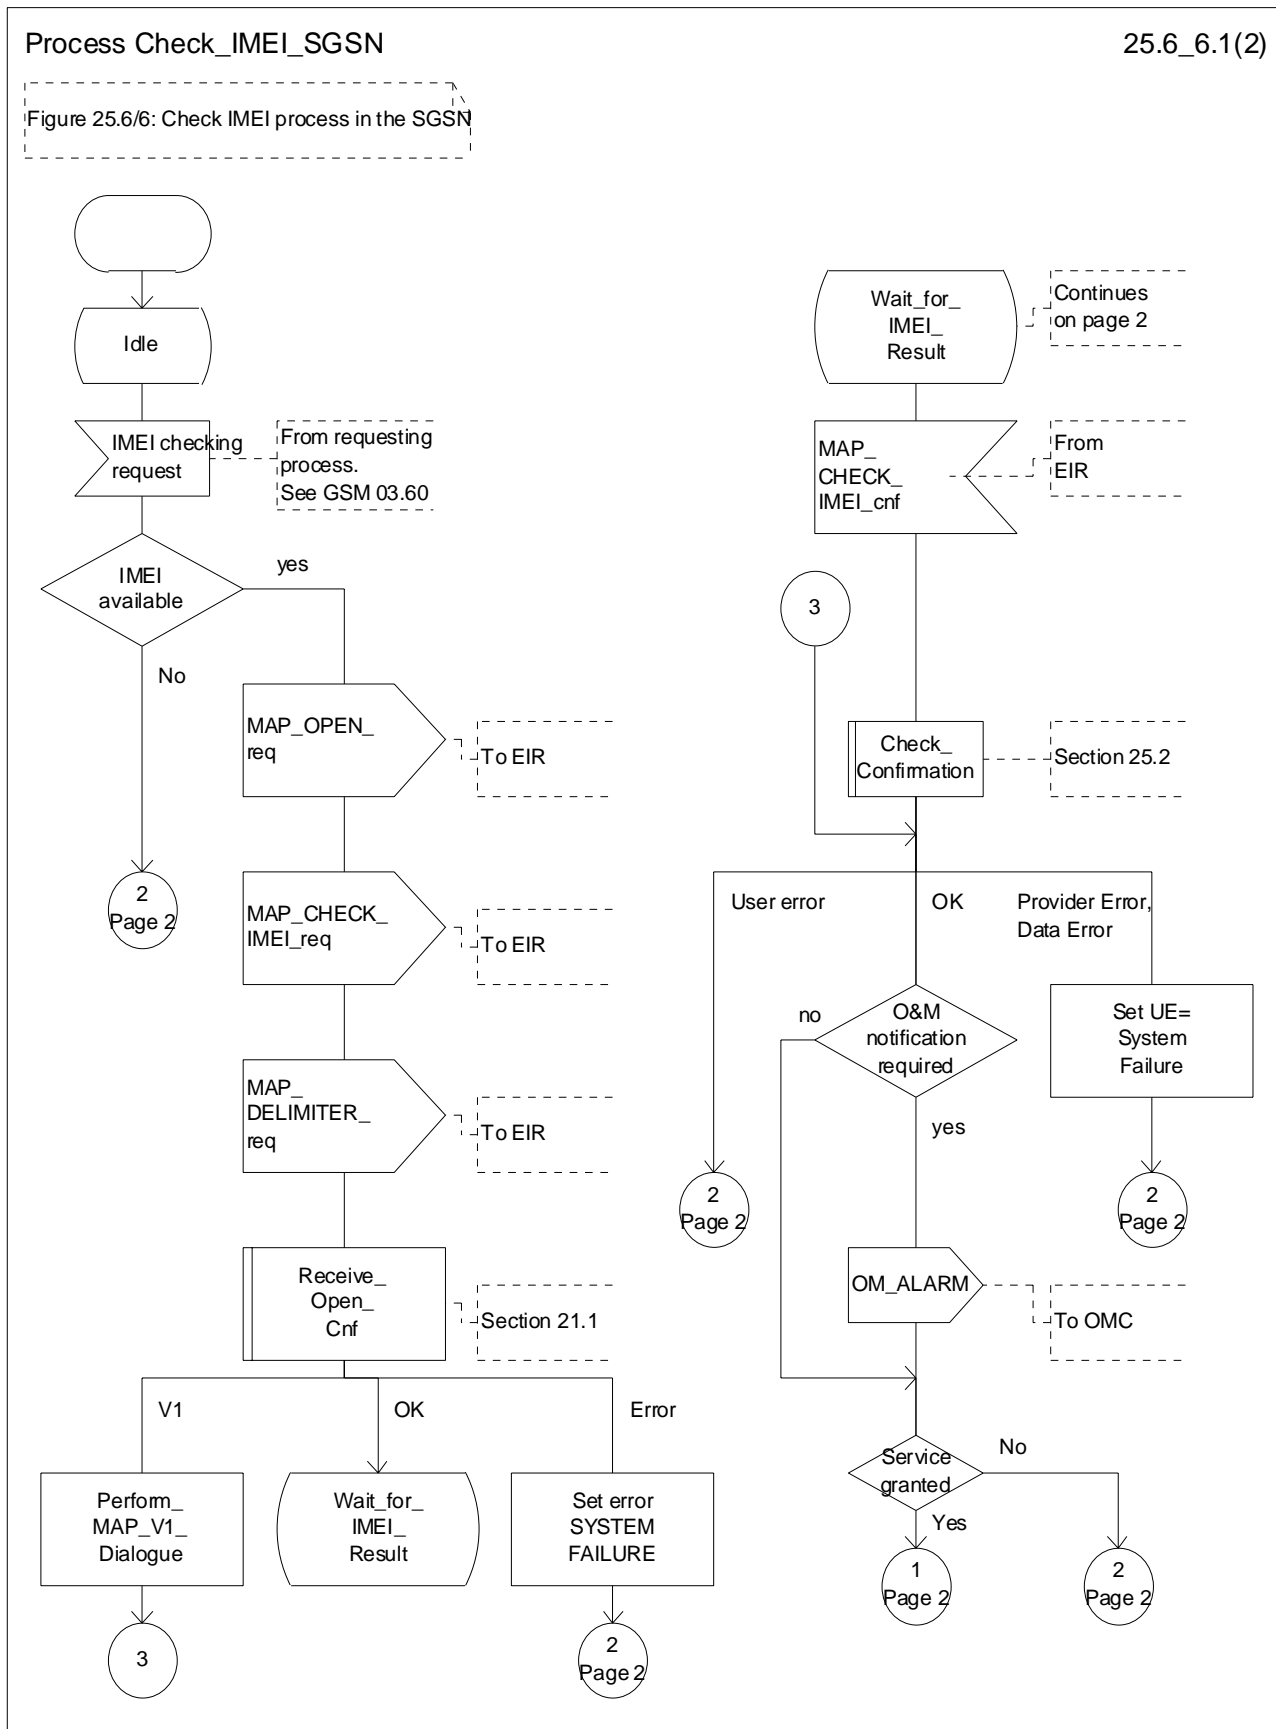 Process Check_IMEI_SGSN
25.6_6.1(2)
Figure 25.6/6: Check IMEI process in the SGSN
Idle
IMEI checking
request
From requesting
process.
See GSM 03.60
IMEI
available
yes
No
MAP_OPEN_
req
To EIR
2
Page 2
MAP_CHECK_
IMEI_req
To EIR
MAP_
DELIMITER_
req
To EIR
Receive_
Open_
Cnf
Section 21.1
V1
OK
Error
Perform_
MAP_V1_
Dialogue
Wait_for_
IMEI_
Result
Set error
SYSTEM
FAILURE
3
2
Page 2
Wait_for_
IMEI_
Result
Continues
on page 2
MAP_
CHECK_
IMEI_cnf
From
EIR
3
Check_
Confirmation
Section 25.2
User error
OK
Provider Error,
Data Error
no
O&M
notification
required
Set UE=
System
Failure
yes
2
Page 2
2
Page 2
OM_ALARM
To OMC
Service
granted
No
Yes
1
Page 2
2
Page 2